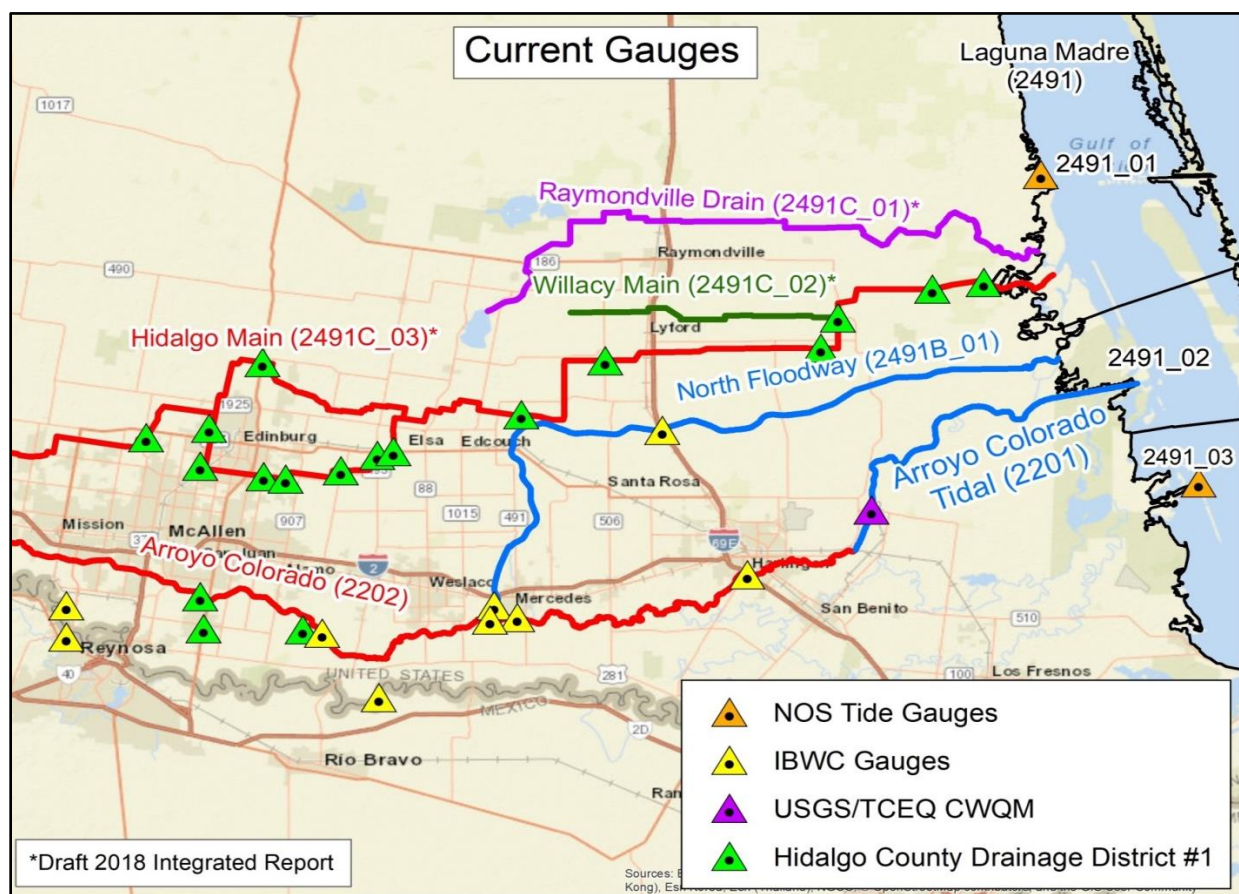 Current Gauges
Laguna Madre
(2491)
1017
Gulf of
2491_01
Raymondville Drain (2491C_01)*
Raymondville
490
186
Willacy Main (2491C_02)*
Lyford
Hidalgo Main (2491C_03)*
North Floodway (2491B_01)
2491_02
1925
Edinburg
Elsa
Edcouch
Arroyo Colorado
Tidal (2201)
2491_03
88
Santa Rosa
Mission
McAllen
907
1015
491
506
69E
Arroyo Colorado (2202)
2
Weslaco
Mercedes
San Benito
510
Reynosa
40
UNITED STATES
MEXICO
281
Los Fresnos
100
2D
Río Bravo
NOS Tide Gauges
IBWC Gauges
USGS/TCEQ CWQM
Hidalgo County Drainage District #1
*Draft 2018 Integrated Report
Sources: